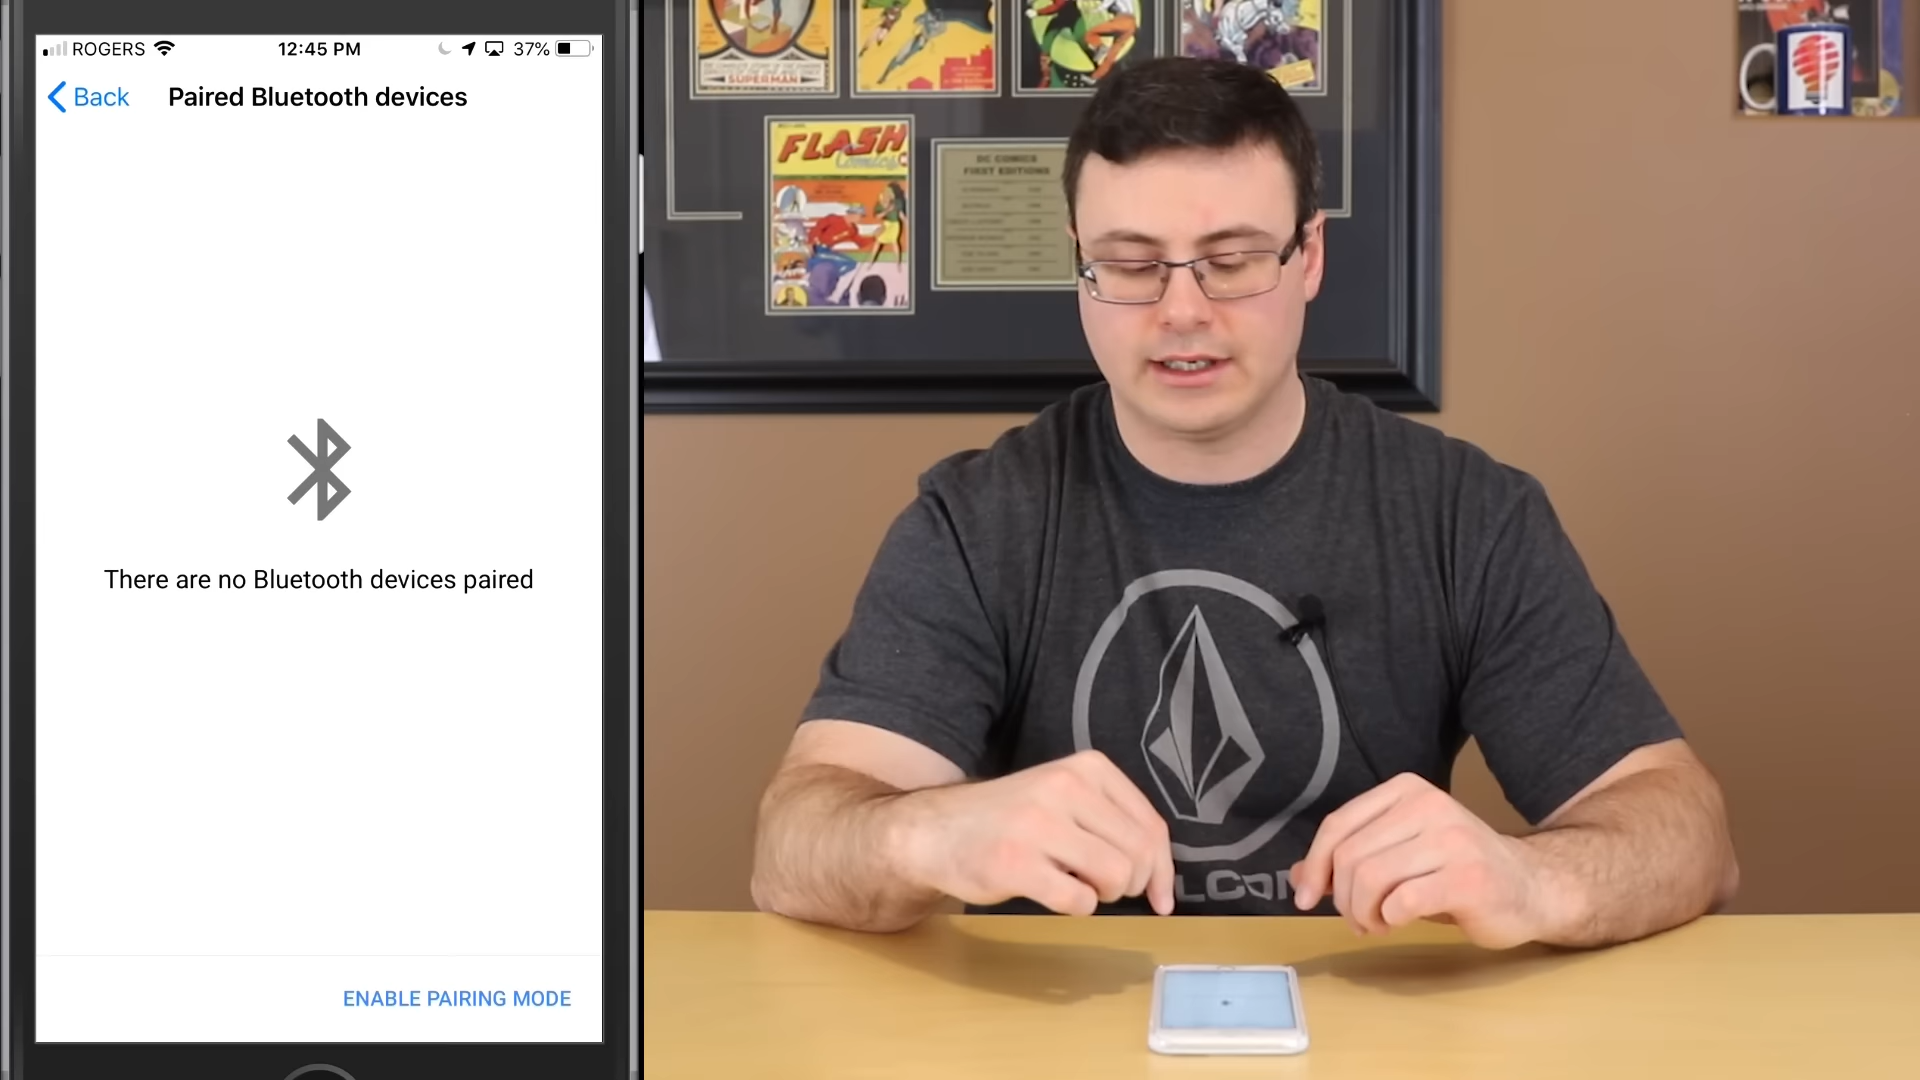 ROGERS 12:45 PM 37%
Back Paired Bluetooth devices
There are no Bluetooth devices paired
ENABLE PAIRING MODE
SUPERMAN
FLASH
Comics
DC COMICS
FIRST EDITIONS